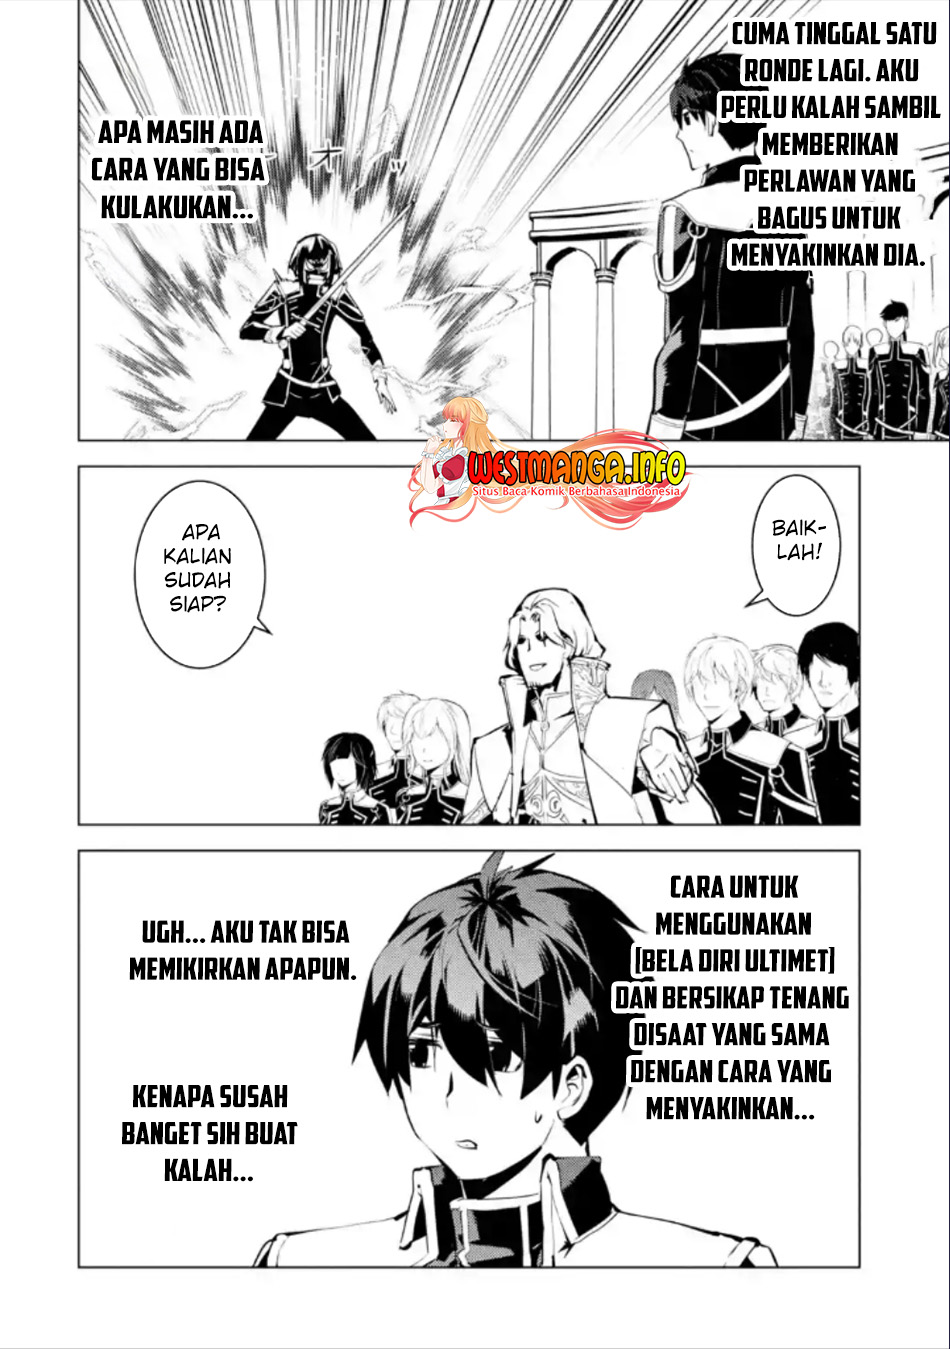 CUMA TINGGAL SATU
RONDE LAGI. AKU
PERLU KALAH SAMBIL
MEMBERIKAN
PERLAWAN YANG
BAGUS UNTUK
MENYAKINKAN DIA.
APA MASIH ADA
CARA YANG BISA
KULAKUKAN...
オ
WESTMANGA.INFO
Situs Baca Komik Berbahasa Indonesia
BAIK-
LAH!
APA
KALIAN
SUDAH
SIAP?
CARA UNTUK
MENGGUNAKAN
[BELA DIRI ULTIMET]
DAN BERSIKAP TENANG
DISAAT YANG SAMA
DENGAN CARA YANG
MENYAKINKAN...
UGH... AKU TAK BISA
MEMIKIRKAN APAPUN.
KENAPA SUSAH
BANGET SIH BUAT
KALAH...